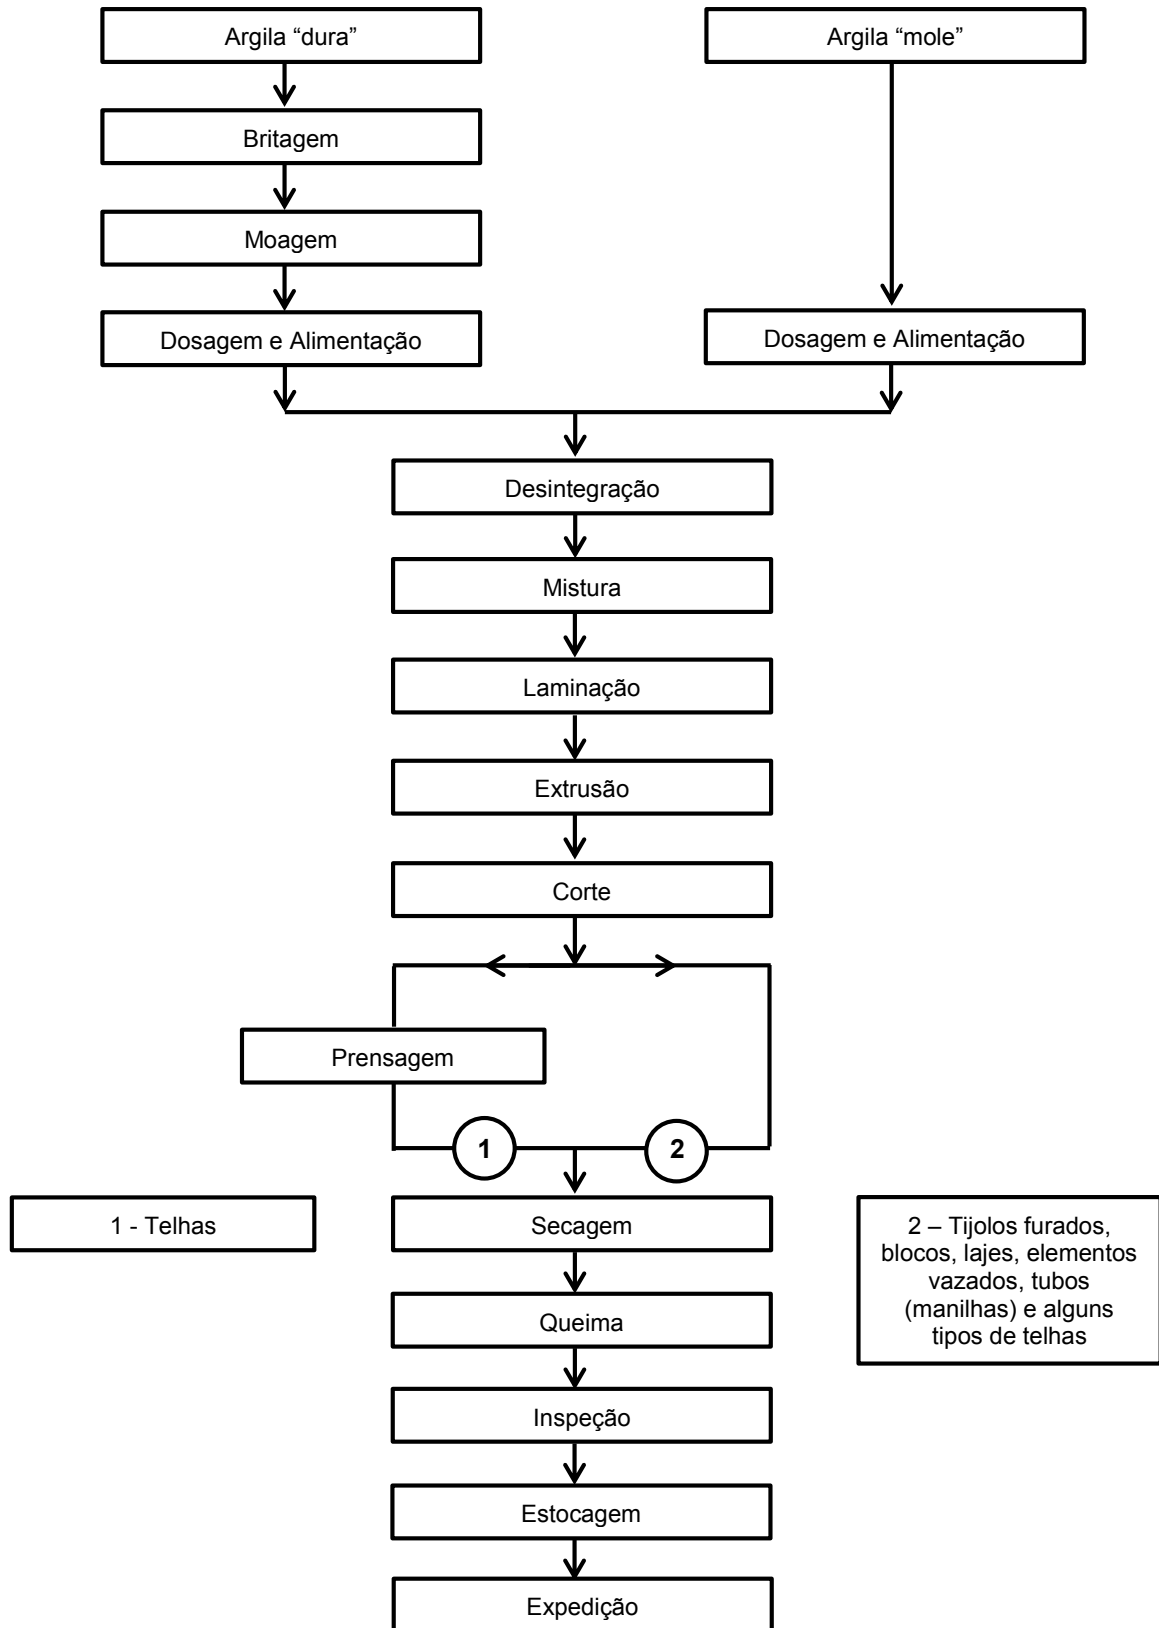 Argila “dura”
Argila “mole”
Britagem
Moagem
Dosagem e Alimentação
Dosagem e Alimentação
Desintegração
Mistura
Laminação
Extrusão
Corte
Prensagem
1
2
1 - Telhas
Secagem
2 – Tijolos furados,
blocos, lajes, elementos
vazados, tubos
(manilhas) e alguns
tipos de telhas
Queima
Inspeção
Estocagem
Expedição